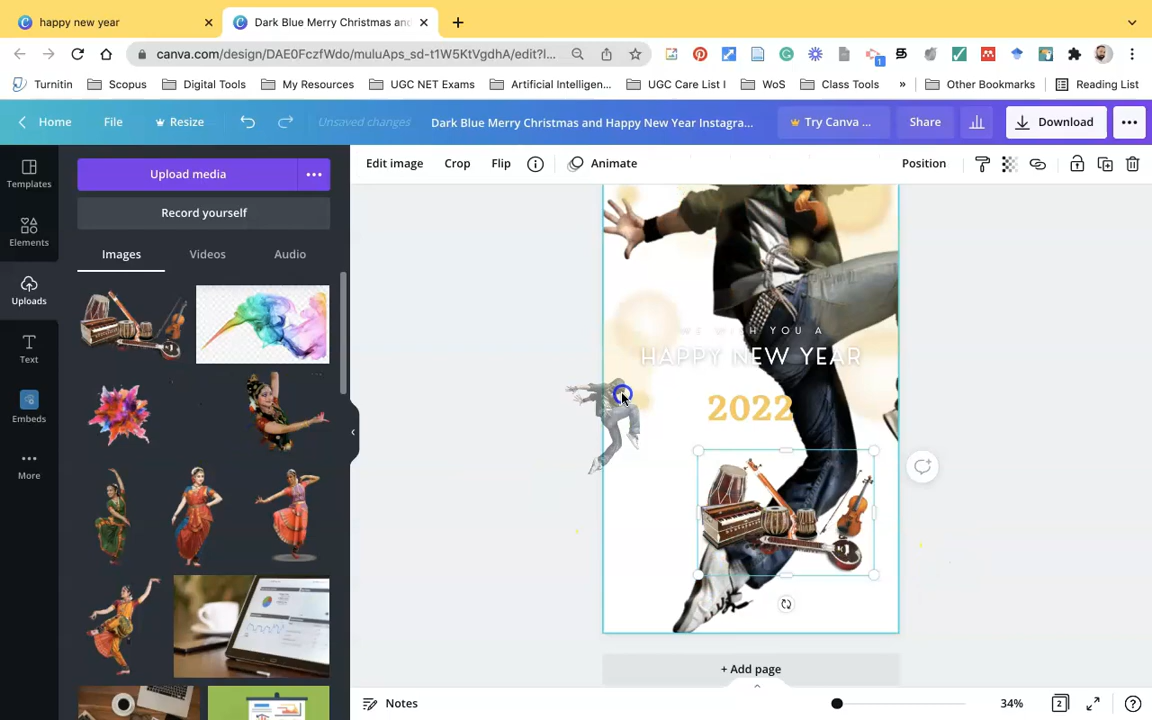 happy new year
Dark Blue Merry Christmas and
canva.com/design/DAE0FczfWdo/muluAps_sd-t1W5KtVgdhA/edit?l...
1
Turnitin
Scopus
Digital Tools
My Resources
UGC NET Exams
Artificial Intelligen...
UGC Care List I
WoS
Class Tools
»
Other Bookmarks
Reading List
Home
File
Resize
Unsaved changes
Dark Blue Merry Christmas and Happy New Year Instagra...
Try Canva ...
Share
Download
Templates
Elements
Uploads
Text
Embeds
More
Upload media
Record yourself
Images
Videos
Audio
Edit image
Crop
Flip
Animate
Position
WE WISH YOU A
HAPPY NEW YEAR
2022
+ Add page
Notes
34%
2